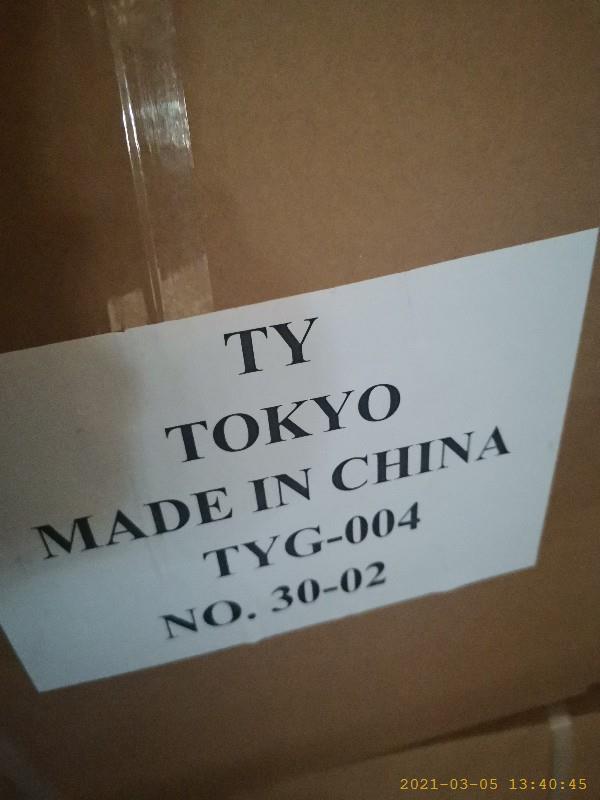 TY
TOKYO
MADE IN CHINA
TYG-004
NO. 30-02
2021-03-05 13:40:45